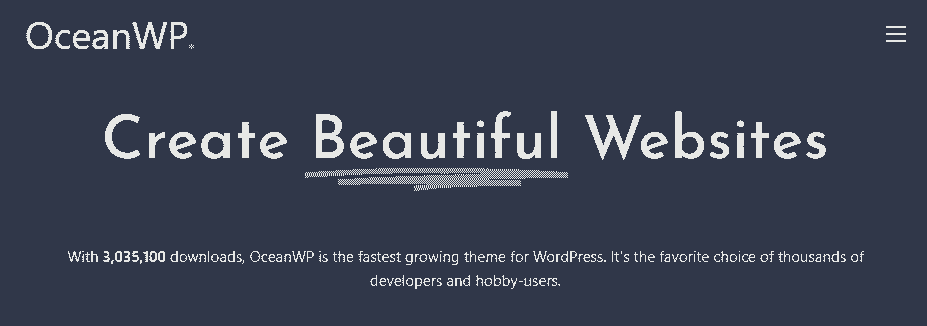 OceanWP.
Create Beautiful Websites
With 3,035,100 downloads, OceanWP is the fastest growing theme for WordPress. It's the favorite choice of thousands of
developers and hobby-users.